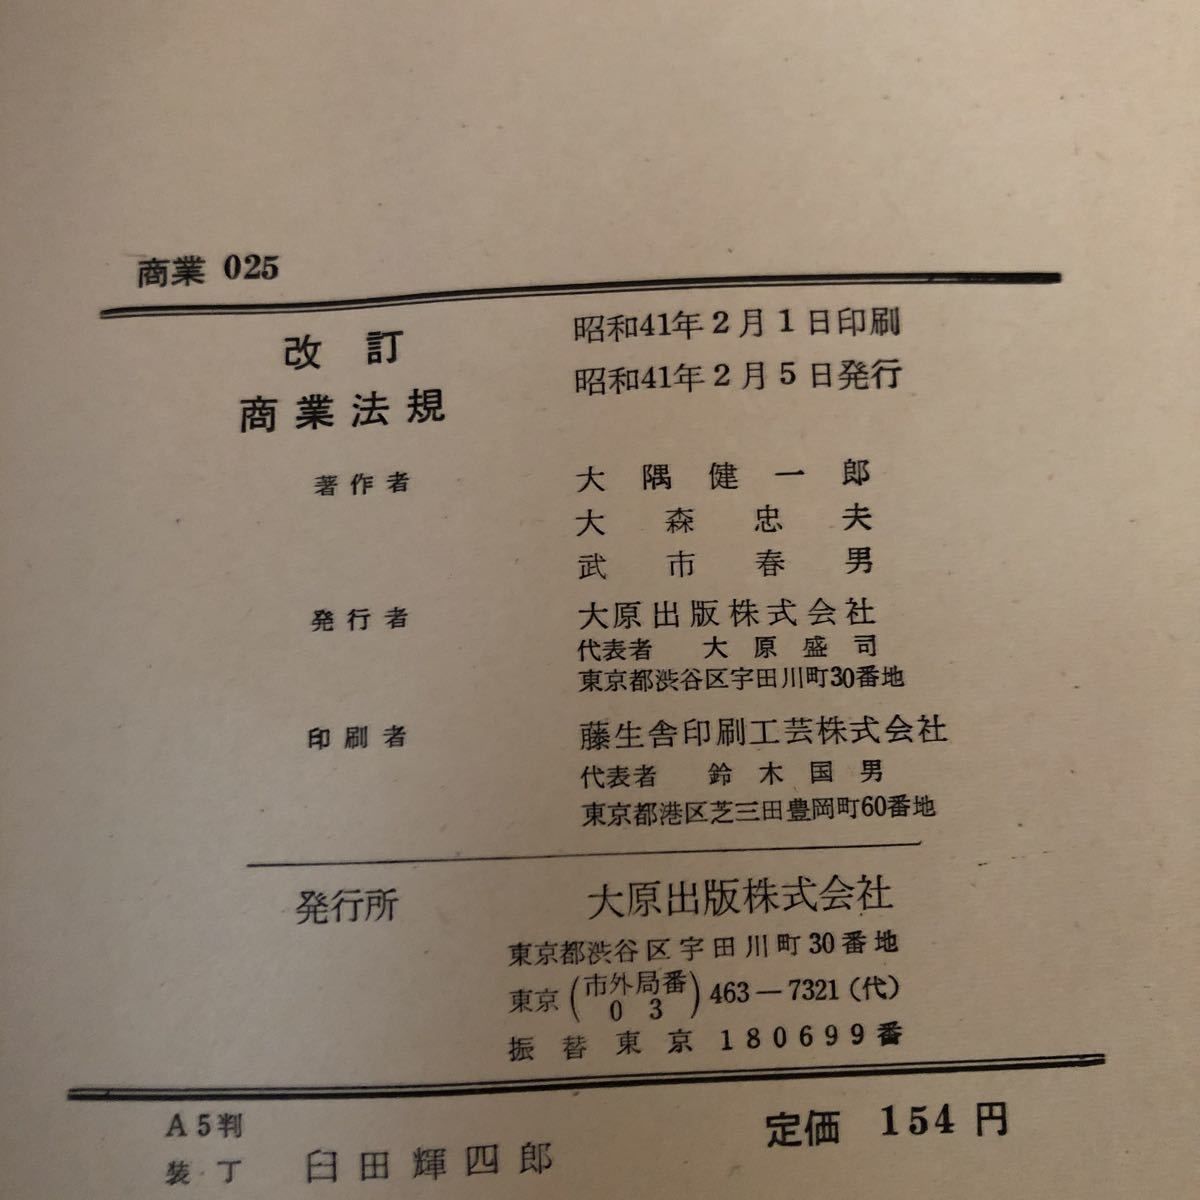 商業 025
改訂
商業法規
昭和41年2月1日印刷
昭和41年2月5日発行
著作者 大隅健一郎
大森忠夫
武市春男
発行者 大原出版株式会社
代表者 大原盛司
東京都渋谷区宇田川町30番地
印刷者 藤生舎印刷工芸株式会社
代表者 鈴木国男
東京都港区芝三田豊岡町60番地
発行所 大原出版株式会社
東京都渋谷区宇田川町30番地
東京(市外局番03)463—7321(代)
振替東京180699番
A5判
定価 154円
装丁 臼田輝四郎